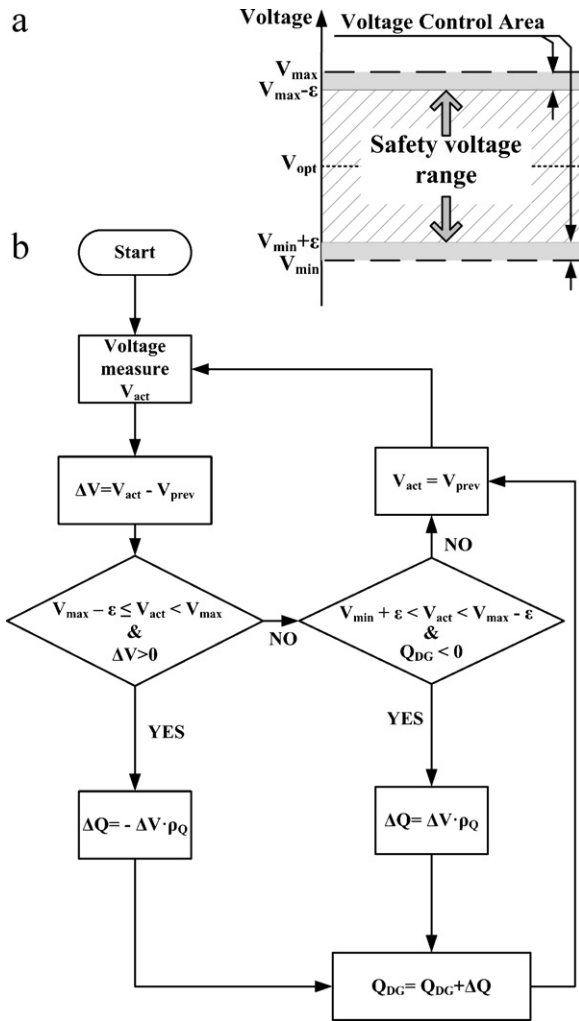 a
Voltage
Voltage Control Area
Vmax
Vmax-ε
Vopt
Safety voltage
range
Vmin+ε
Vmin
b
Start
Voltage
measure
Vact
ΔV=Vact - Vprev
Vact = Vprev
NO
Vmax – ε ≤ Vact < Vmax
&
ΔV>0
NO
Vmin + ε < Vact < Vmax - ε
&
QDG < 0
YES
YES
ΔQ= - ΔV·ρQ
ΔQ= ΔV·ρQ
QDG= QDG+ΔQ